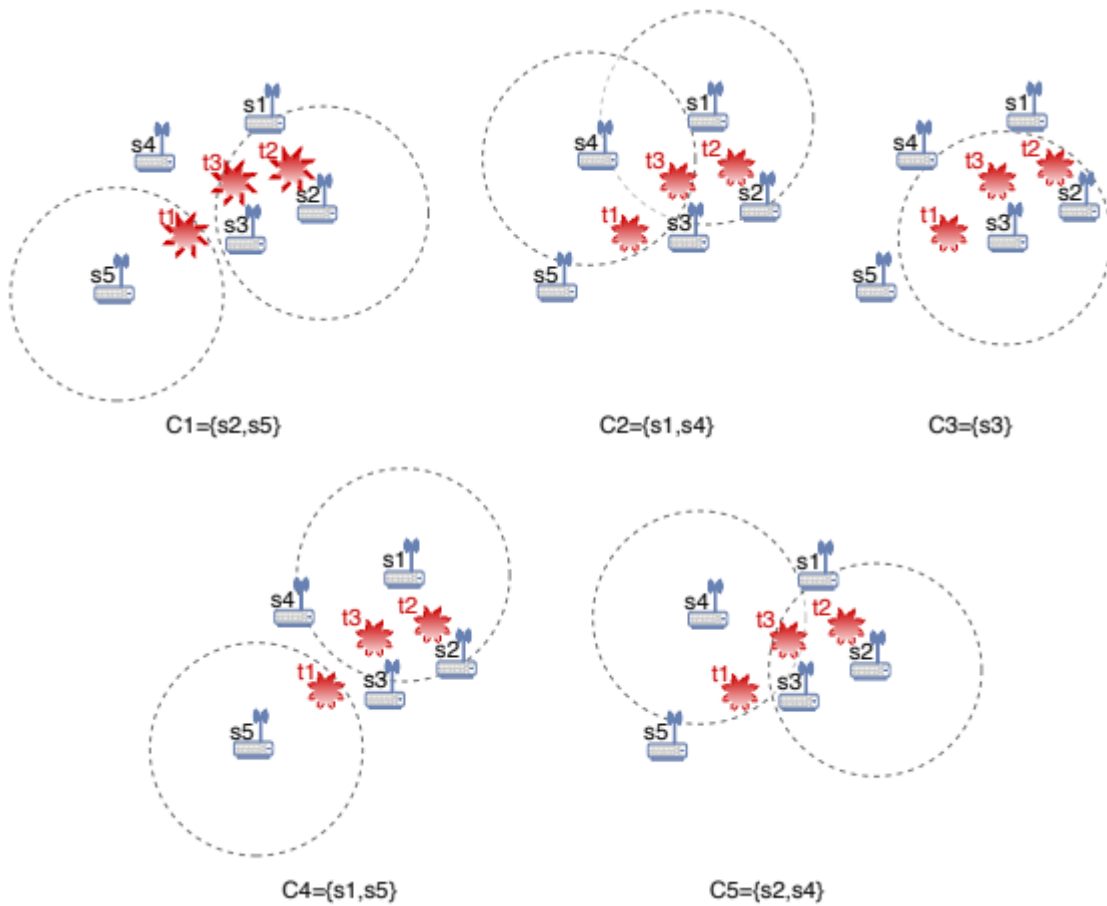 s1
s4
t3
t2
s2
t1
s3
s5
C1={s2,s5}
s1
s4
t3
t2
s2
t1
s3
s5
C2={s1,s4}
s1
s4
t3
t2
s2
t1
s3
s5
C3={s3}
s1
s4
t3
t2
s2
t1
s3
s5
C4={s1,s5}
s1
s4
t3
t2
s2
t1
s3
s5
C5={s2,s4}